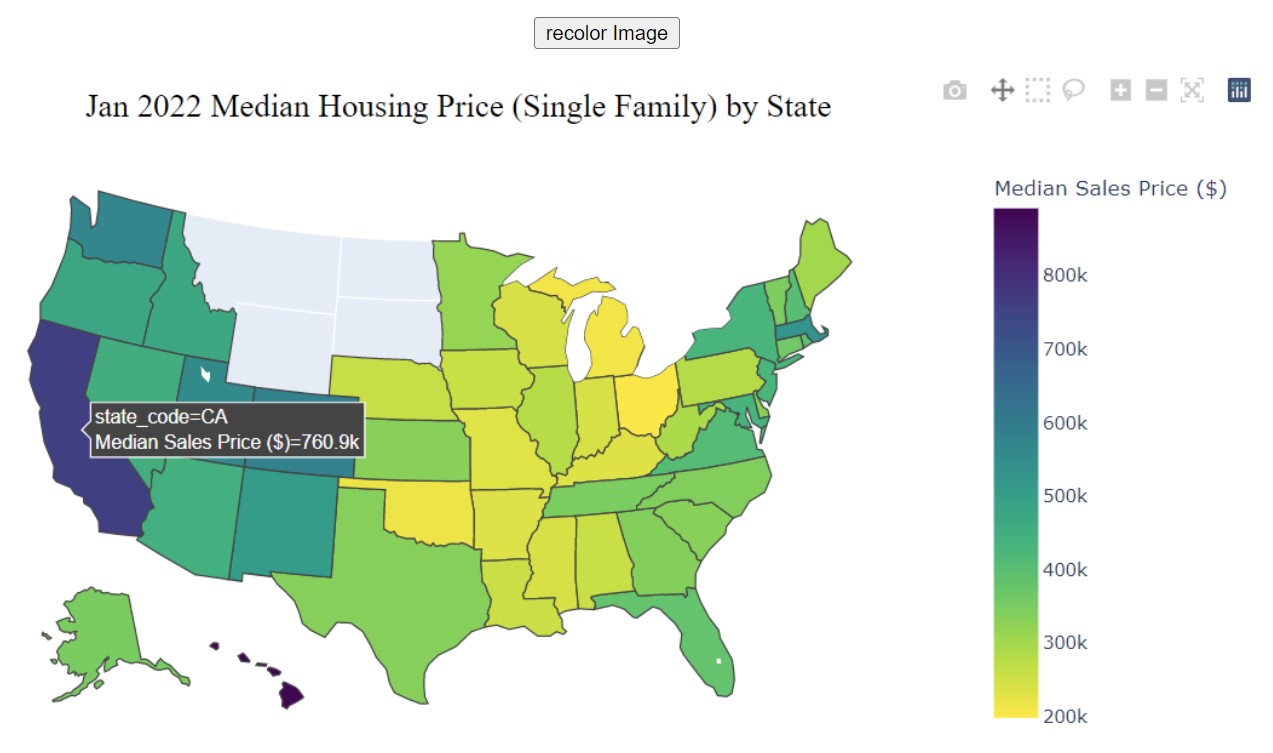 recolor Image
Jan 2022 Median Housing Price (Single Family) by State
Median Sales Price ($)
800k
700k
600k
500k
400k
300k
200k
state_code=CA
Median Sales Price ($)=760.9k